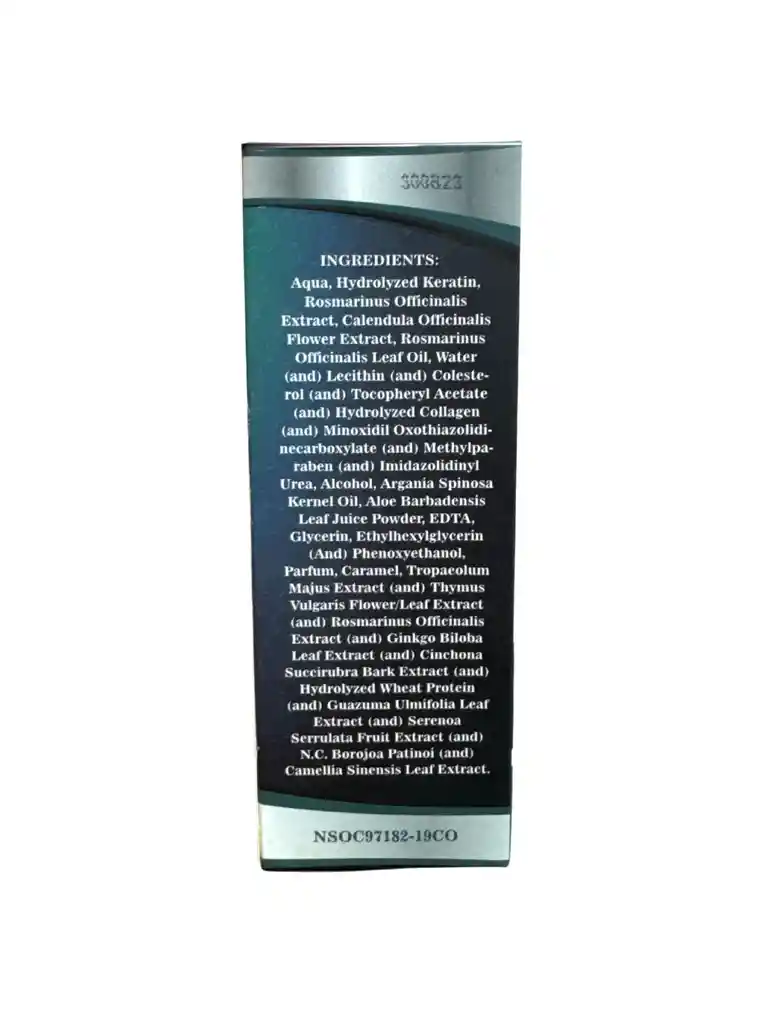 300823
INGREDIENTS:
Aqua, Hydrolyzed Keratin,
Rosmarinus Officinalis
Extract, Calendula Officinalis
Flower Extract, Rosmarinus
Officinalis Leaf Oil, Water
(and) Lecithin (and) Coleste-
rol (and) Tocopheryl Acetate
(and) Hydrolyzed Collagen
(and) Minoxidil Oxothiazolidi-
necarboxylate (and) Methylpa-
raben (and) Imidazolidinyl
Urea, Alcohol, Argania Spinosa
Kernel Oil, Aloe Barbadensis
Leaf Juice Powder, EDTA,
Glycerin, Ethylhexylglycerin
(And) Phenoxyethanol,
Parfum, Caramel, Tropaeolum
Majus Extract (and) Thymus
Vulgaris Flower/Leaf Extract
(and) Rosmarinus Officinalis
Extract (and) Ginkgo Biloba
Leaf Extract (and) Cinchona
Succirubra Bark Extract (and)
Hydrolyzed Wheat Protein
(and) Guazuma Ulmifolia Leaf
Extract (and) Serenoa
Serrulata Fruit Extract (and)
N.C. Borojoa Patinoi (and)
Camellia Sinensis Leaf Extract.
NSOC97182-19CO